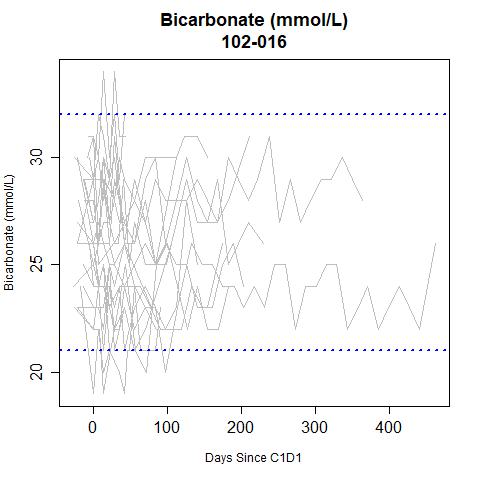 Bicarbonate (mmol/L)
102-016
Bicarbonate (mmol/L)
30
25
20
0 100 200 300 400
Days Since C1D1